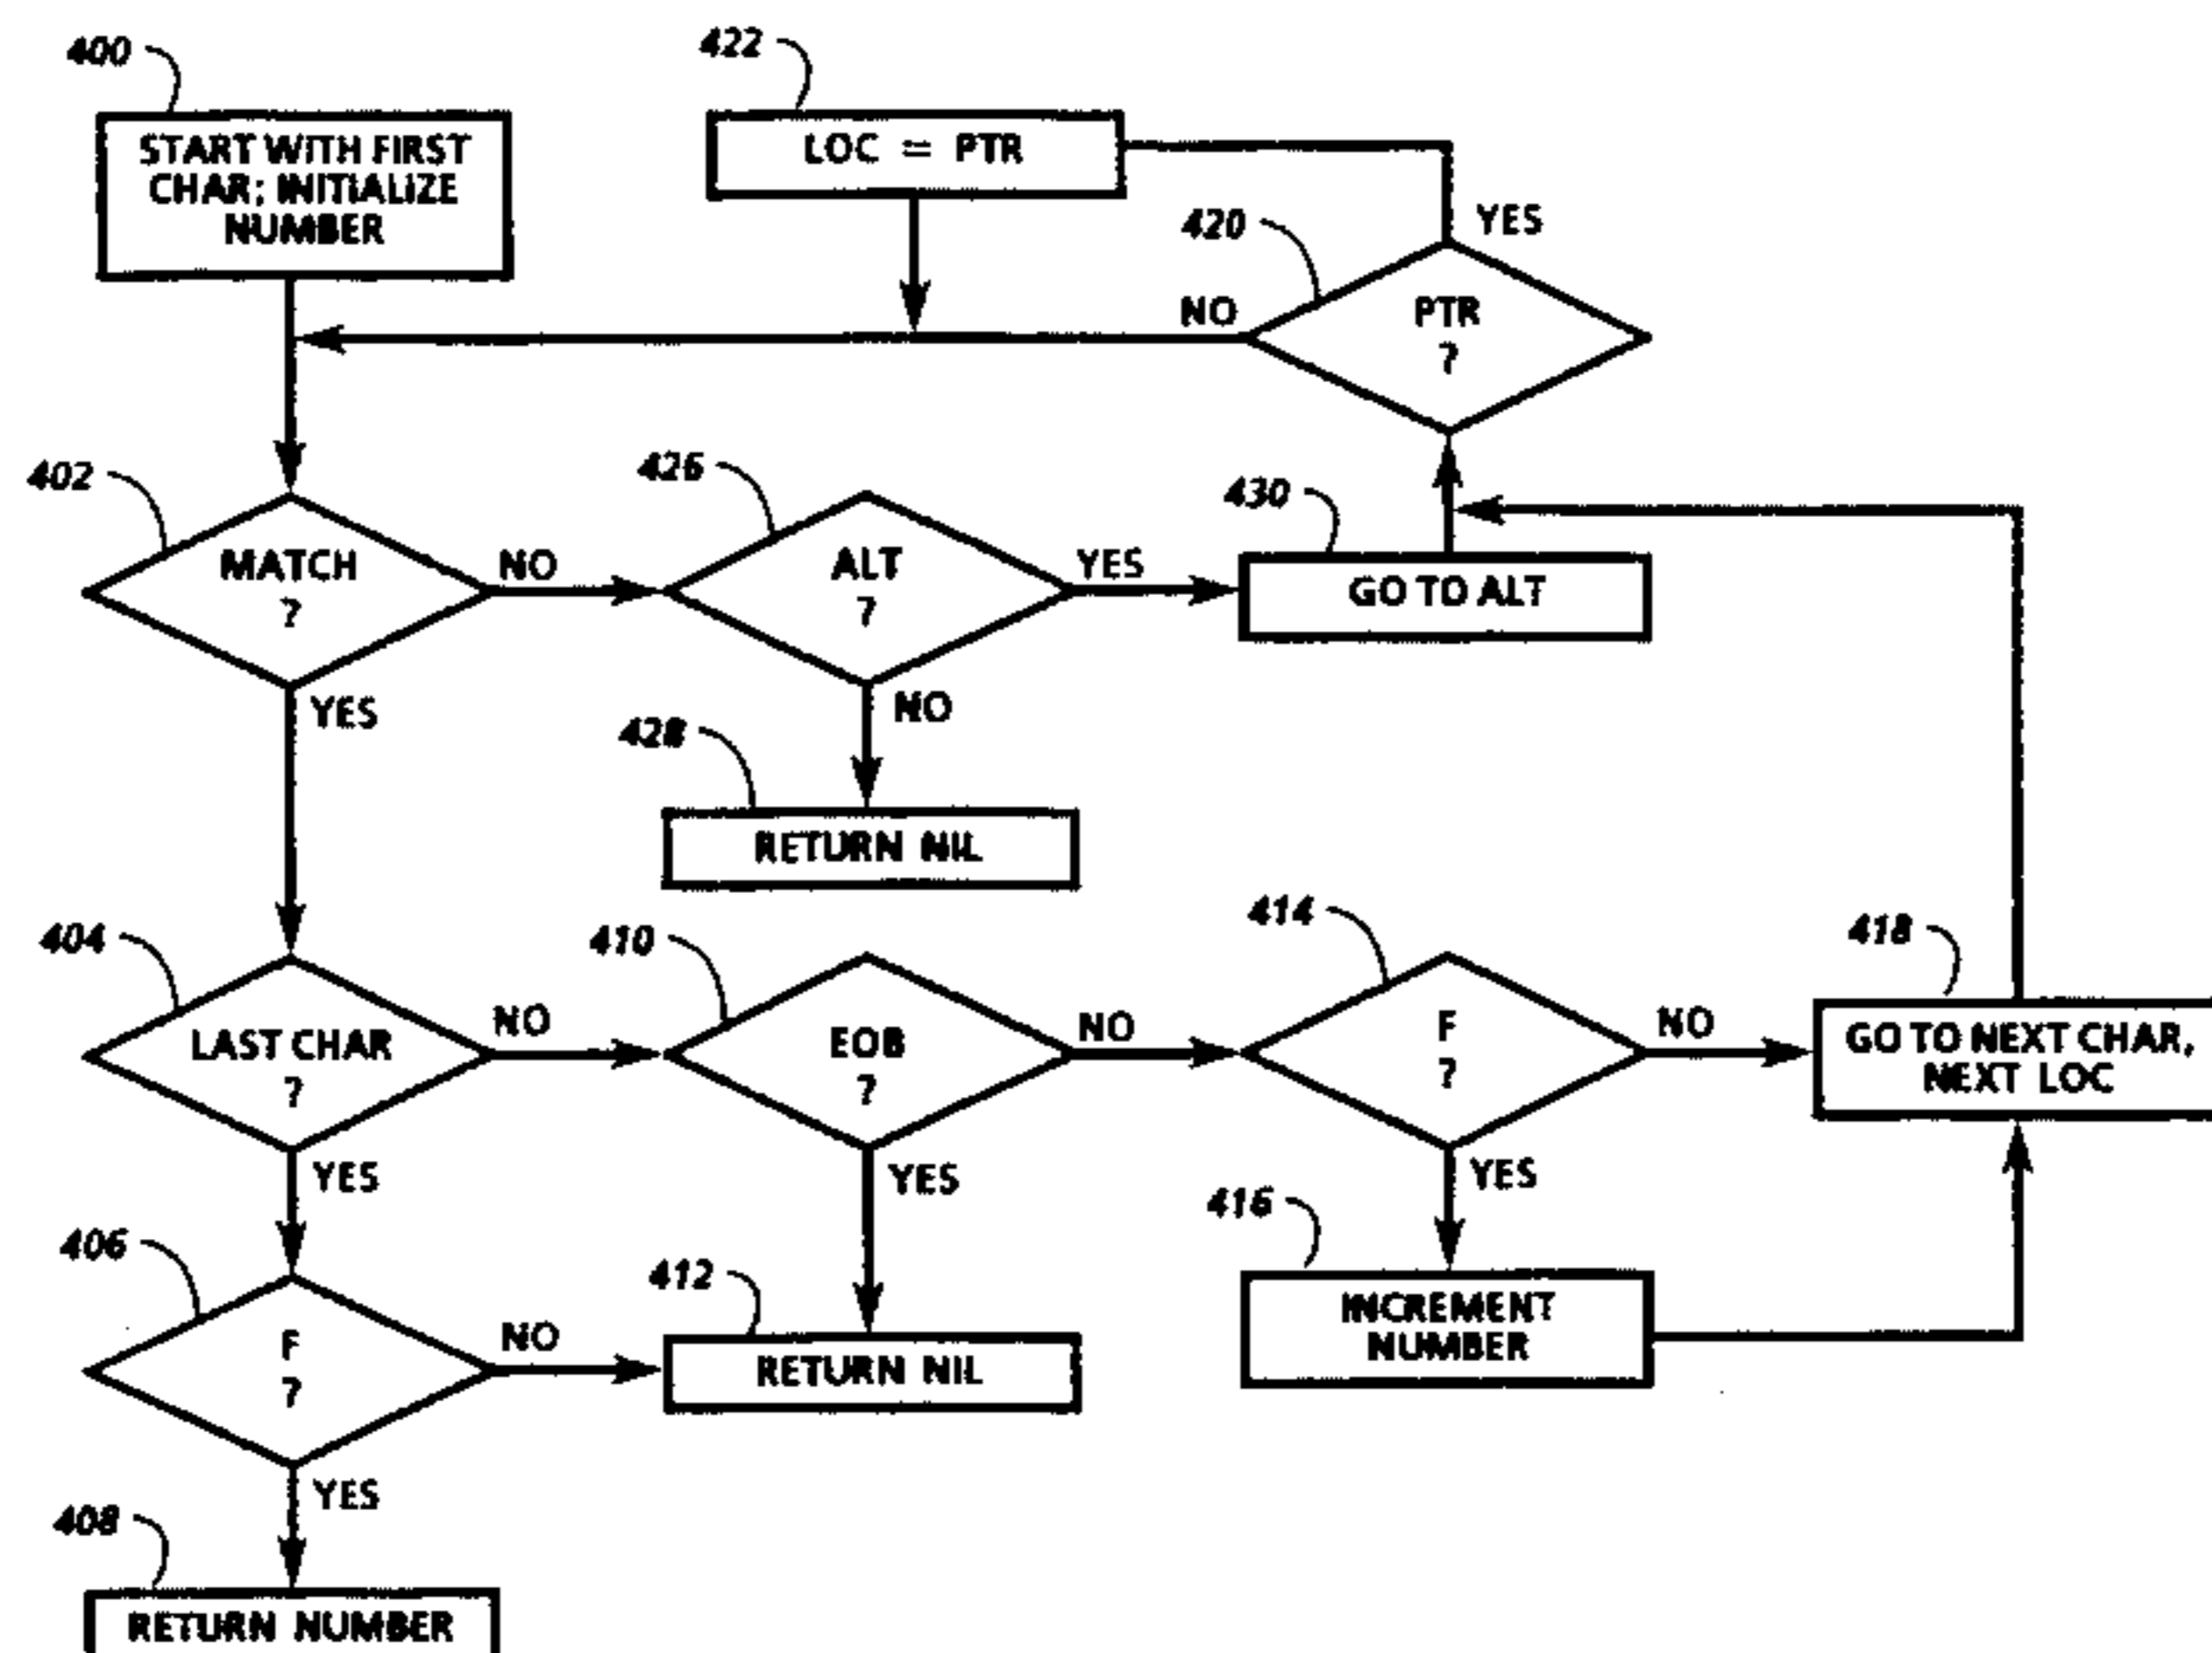 400
START WITH FIRST
CHAR; INITIALIZE
NUMBER
422
LOC = PTR
420
YES
NO
PTR
?
402
MATCH
?
NO
YES
426
ALT
?
YES
NO
430
GO TO ALT
428
RETURN NIL
404
LAST CHAR
?
NO
YES
410
EOB
?
NO
YES
414
F
?
NO
YES
418
GO TO NEXT CHAR,
NEXT LOC
406
F
?
NO
YES
412
RETURN NIL
416
INCREMENT
NUMBER
408
RETURN NUMBER